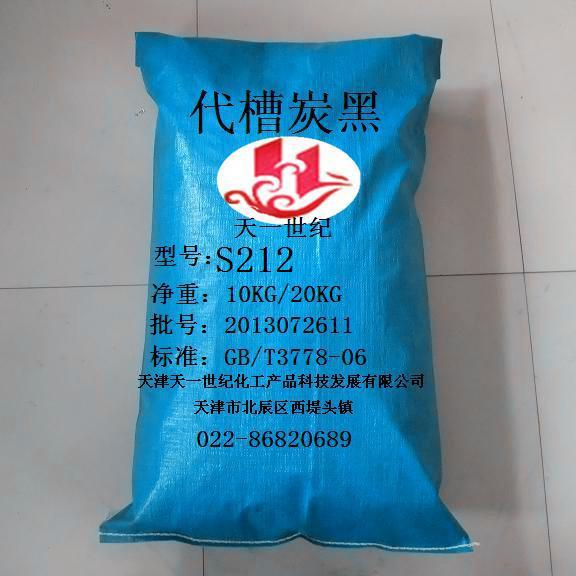 代槽炭黑
天一世纪
型号:S212
净重：10KG/20KG
批号：2013072611
标准：GB/T3778-06
天津天一世纪化工产品科技发展有限公司
天津市北辰区西堤头镇
022-86820689